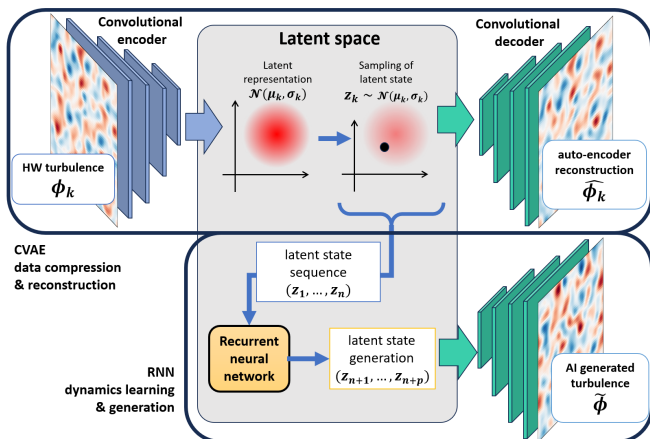 Convolutional
encoder
Latent space
Convolutional
decoder
Latent
representation
𝒩(μₖ, σₖ)
Sampling of
latent state
zₖ ~ 𝒩(μₖ, σₖ)
HW turbulence
ϕₖ
auto-encoder
reconstruction
ϕ̂ₖ
CVAE
data compression
& reconstruction
latent state
sequence
(z₁, …, zₙ)
Recurrent
neural
network
latent state
generation
(zₙ₊₁, …, zₙ₊ₚ)
RNN
dynamics learning
& generation
AI generated
turbulence
ϕ̃